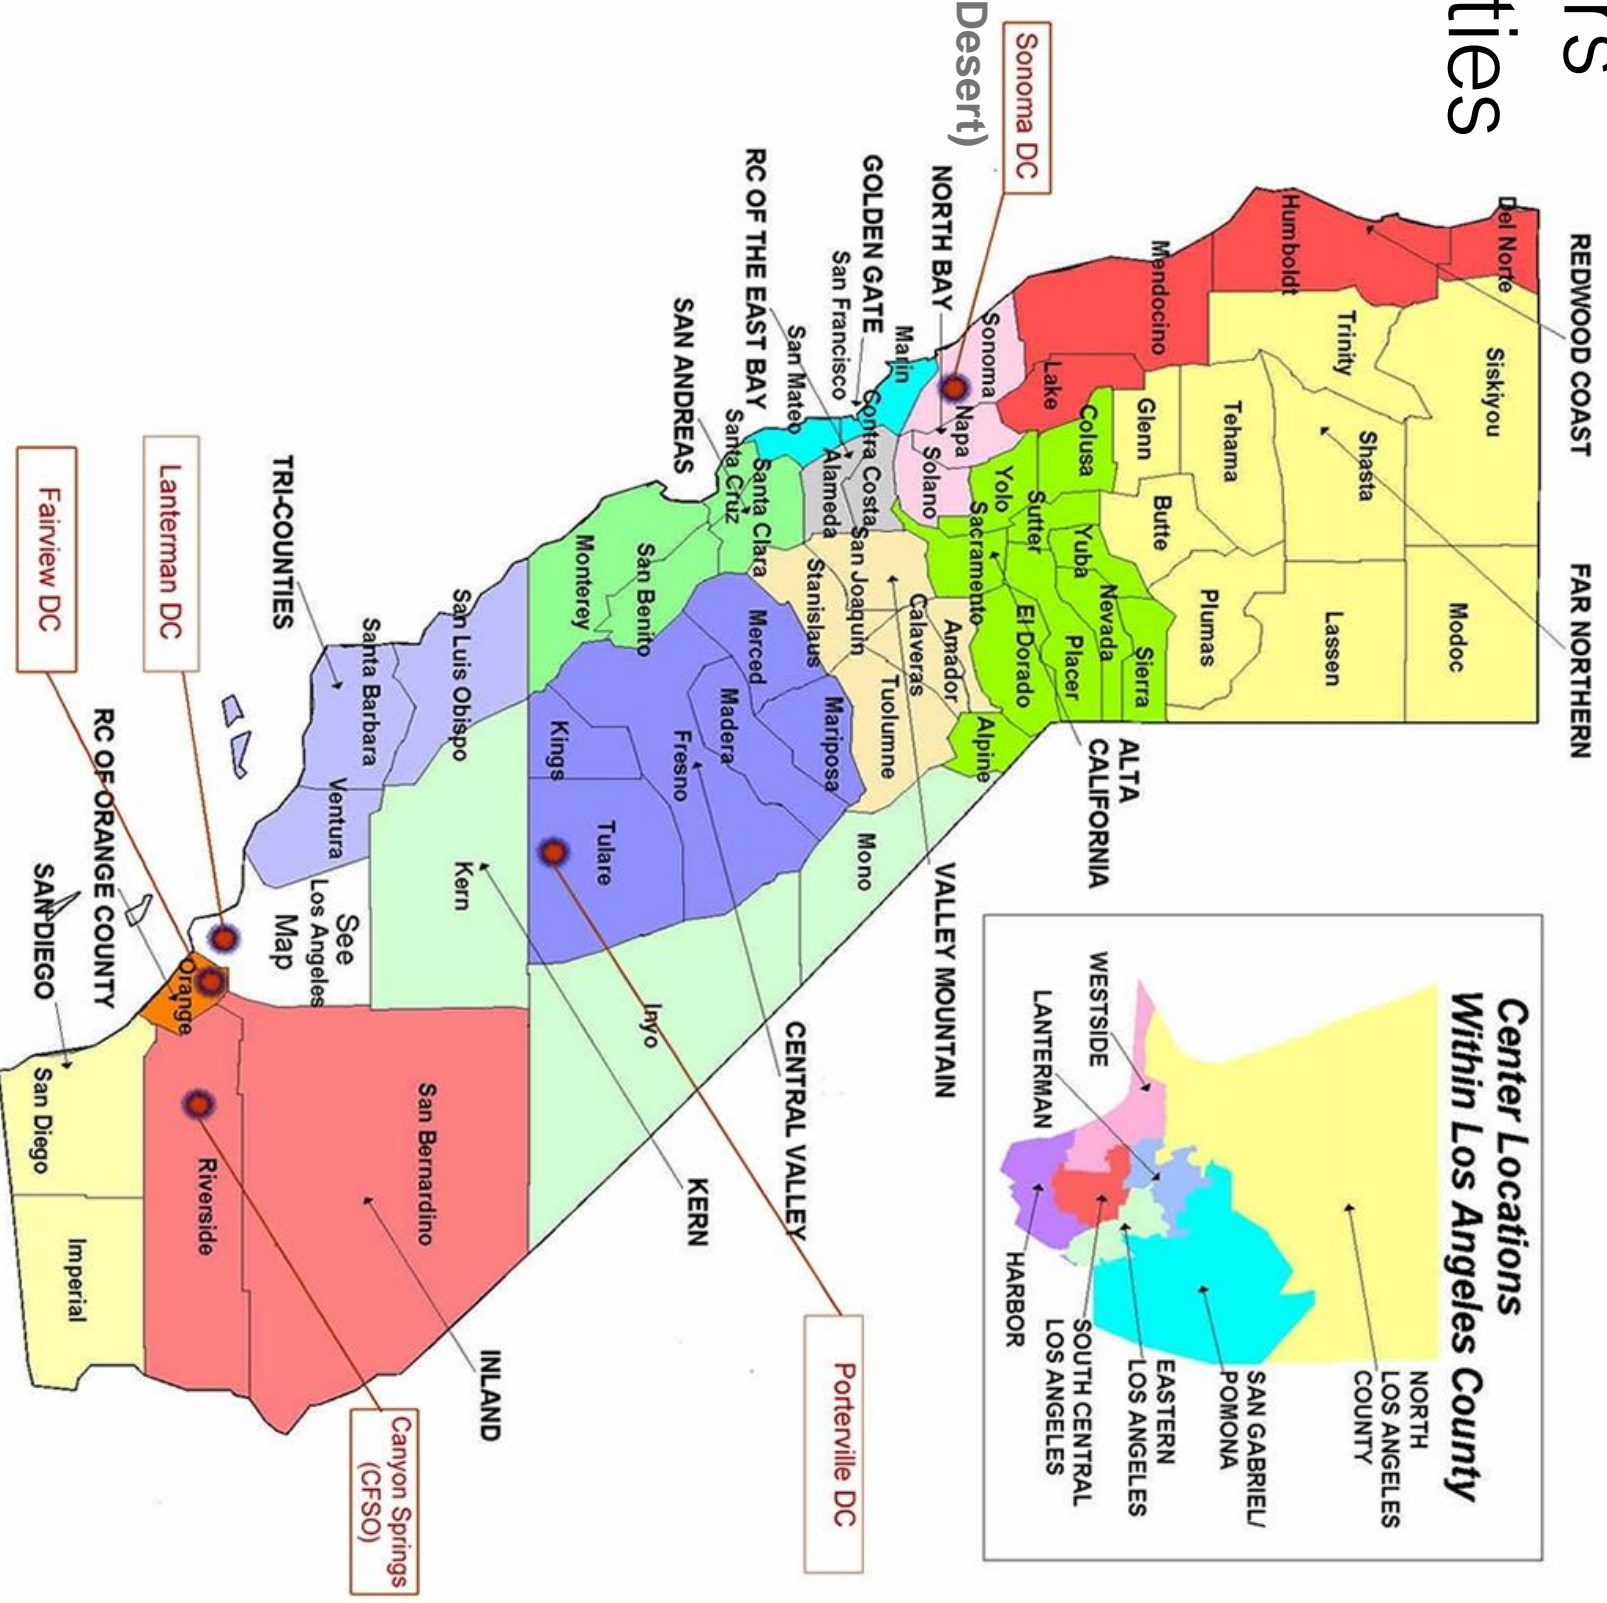 rs
ties
Desert)
REDWOOD COAST
FAR NORTHERN
Del Norte
Siskiyou
Modoc
Humboldt
Trinity
Shasta
Lassen
Tehama
Plumas
Mendocino
Glenn
Butte
Sierra
Lake
Colusa
Yuba
Nevada
Placer
Sutter
Yolo
El Dorado
ALTA
CALIFORNIA
Sonoma DC
Sonoma
Napa
Sacramento
Amador
Alpine
NORTH BAY
Solano
Calaveras
VALLEY MOUNTAIN
Marin
GOLDEN GATE
Contra Costa
San Joaquin
Tuolumne
Mono
San Francisco
Alameda
Stanislaus
Mariposa
San Mateo
RC OF THE EAST BAY
Santa Clara
Merced
Madera
CENTRAL VALLEY
Santa Cruz
SAN ANDREAS
San Benito
Fresno
Inyo
KERN
Monterey
Kings
Tulare
Porterville DC
San Luis Obispo
Kern
San Bernardino
INLAND
Santa Barbara
Ventura
See
Los Angeles
Map
TRI-COUNTIES
Lanterman DC
Fairview DC
Orange
Riverside
Canyon Springs
(CFSO)
RC OF ORANGE COUNTY
SAN DIEGO
San Diego
Imperial
Center Locations
Within Los Angeles County
NORTH
LOS ANGELES
COUNTY
SAN GABRIEL/
POMONA
EASTERN
LOS ANGELES
SOUTH CENTRAL
LOS ANGELES
WESTSIDE
LANTERMAN
HARBOR